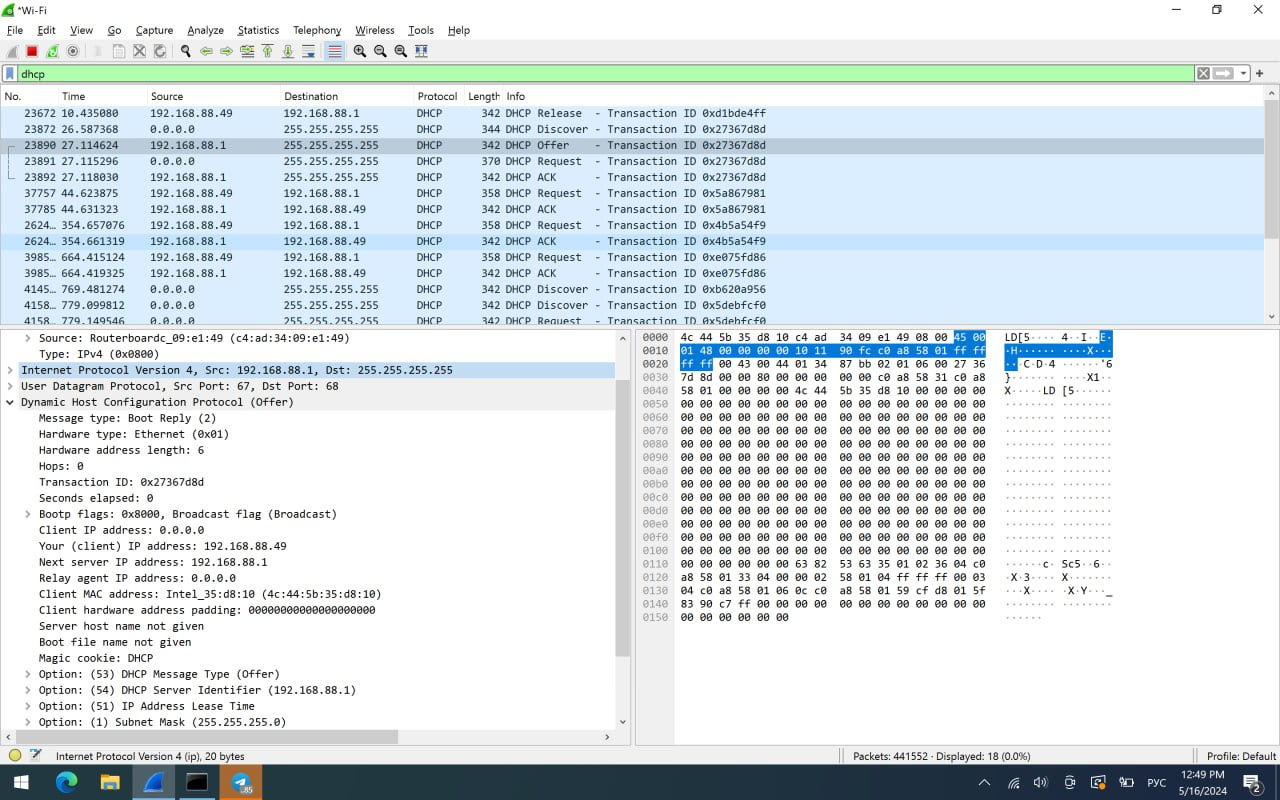 *Wi-Fi
File Edit View Go Capture Analyze Statistics Telephony Wireless Tools Help
dhcp
No. Time Source Destination Protocol Length Info
23672 10.435080 192.168.88.49 192.168.88.1 DHCP 342 DHCP Release - Transaction ID 0xd1bde4ff
23872 26.587368 0.0.0.0 255.255.255.255 DHCP 344 DHCP Discover - Transaction ID 0x27367d8d
23890 27.114624 192.168.88.1 255.255.255.255 DHCP 342 DHCP Offer - Transaction ID 0x27367d8d
23891 27.115296 0.0.0.0 255.255.255.255 DHCP 370 DHCP Request - Transaction ID 0x27367d8d
23892 27.118030 192.168.88.1 255.255.255.255 DHCP 342 DHCP ACK - Transaction ID 0x27367d8d
37757 44.623875 192.168.88.49 192.168.88.1 DHCP 358 DHCP Request - Transaction ID 0x5a867981
37785 44.631323 192.168.88.1 192.168.88.49 DHCP 342 DHCP ACK - Transaction ID 0x5a867981
2624… 354.657076 192.168.88.49 192.168.88.1 DHCP 358 DHCP Request - Transaction ID 0x4b5a54f9
2624… 354.661319 192.168.88.1 192.168.88.49 DHCP 342 DHCP ACK - Transaction ID 0x4b5a54f9
3985… 664.415124 192.168.88.49 192.168.88.1 DHCP 358 DHCP Request - Transaction ID 0xe075fd86
3985… 664.419325 192.168.88.1 192.168.88.49 DHCP 342 DHCP ACK - Transaction ID 0xe075fd86
4145… 769.481274 0.0.0.0 255.255.255.255 DHCP 342 DHCP Discover - Transaction ID 0xb620a956
4158… 779.099812 0.0.0.0 255.255.255.255 DHCP 342 DHCP Discover - Transaction ID 0x5debfcf0
4158… 779.149546 0.0.0.0 255.255.255.255 DHCP 342 DHCP Request - Transaction ID 0x5debfcf0
Source: Routerboardc_09:e1:49 (c4:ad:34:09:e1:49)
Type: IPv4 (0x0800)
Internet Protocol Version 4, Src: 192.168.88.1, Dst: 255.255.255.255
User Datagram Protocol, Src Port: 67, Dst Port: 68
Dynamic Host Configuration Protocol (Offer)
Message type: Boot Reply (2)
Hardware type: Ethernet (0x01)
Hardware address length: 6
Hops: 0
Transaction ID: 0x27367d8d
Seconds elapsed: 0
Bootp flags: 0x8000, Broadcast flag (Broadcast)
Client IP address: 0.0.0.0
Your (client) IP address: 192.168.88.49
Next server IP address: 192.168.88.1
Relay agent IP address: 0.0.0.0
Client MAC address: Intel_35:d8:10 (4c:44:5b:35:d8:10)
Client hardware address padding: 00000000000000000000
Server host name not given
Boot file name not given
Magic cookie: DHCP
Option: (53) DHCP Message Type (Offer)
Option: (54) DHCP Server Identifier (192.168.88.1)
Option: (51) IP Address Lease Time
Option: (1) Subnet Mask (255.255.255.0)
0000 4c 44 5b 35 d8 10 c4 ad 34 09 e1 49 08 00 45 00 LD[5···· 4··I··E·
0010 01 48 00 00 00 00 10 11 90 fc c0 a8 58 01 ff ff ·H······ ····X···
0020 ff ff 00 43 00 44 01 34 87 bb 02 01 06 00 27 36 ···C·D·4 ······'6
0030 7d 8d 00 00 80 00 00 00 00 00 c0 a8 58 31 c0 a8 }······· ····X1··
0040 58 01 00 00 00 00 4c 44 5b 35 d8 10 00 00 00 00 X·····LD [5······
0050 00 00 00 00 00 00 00 00 00 00 00 00 00 00 00 00 ········ ········
0060 00 00 00 00 00 00 00 00 00 00 00 00 00 00 00 00 ········ ········
0070 00 00 00 00 00 00 00 00 00 00 00 00 00 00 00 00 ········ ········
0080 00 00 00 00 00 00 00 00 00 00 00 00 00 00 00 00 ········ ········
0090 00 00 00 00 00 00 00 00 00 00 00 00 00 00 00 00 ········ ········
00a0 00 00 00 00 00 00 00 00 00 00 00 00 00 00 00 00 ········ ········
00b0 00 00 00 00 00 00 00 00 00 00 00 00 00 00 00 00 ········ ········
00c0 00 00 00 00 00 00 00 00 00 00 00 00 00 00 00 00 ········ ········
00d0 00 00 00 00 00 00 00 00 00 00 00 00 00 00 00 00 ········ ········
00e0 00 00 00 00 00 00 00 00 00 00 00 00 00 00 00 00 ········ ········
00f0 00 00 00 00 00 00 00 00 00 00 00 00 00 00 00 00 ········ ········
0100 00 00 00 00 00 00 00 00 00 00 00 00 00 00 00 00 ········ ········
0110 00 00 00 00 00 00 63 82 53 63 35 01 02 36 04 c0 ······c· Sc5··6··
0120 a8 58 01 33 04 00 00 02 58 01 04 ff ff ff 00 03 ·X·3···· X·······
0130 04 c0 a8 58 01 06 0c c0 a8 58 01 59 cf d8 01 5f ···X···· ·X·Y···_
0140 83 90 c7 ff 00 00 00 00 00 00 00 00 00 00 00 00 ········ ········
0150 00 00 00 00 00 00 ······
Internet Protocol Version 4 (ip), 20 bytes Packets: 441552 · Displayed: 18 (0.0%) Profile: Default
85 РУС 12:49 PM
5/16/2024 2